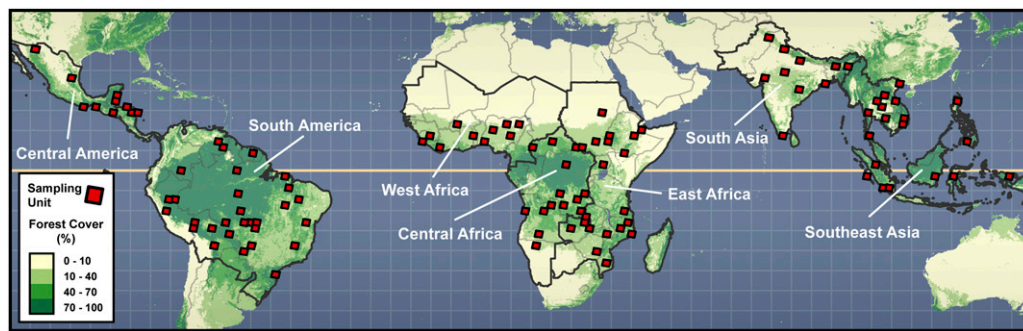 South America
Central America
West Africa
Central Africa
East Africa
South Asia
Southeast Asia
Sampling
Unit
Forest Cover
(%)
0 - 10
10 - 40
40 - 70
70 - 100